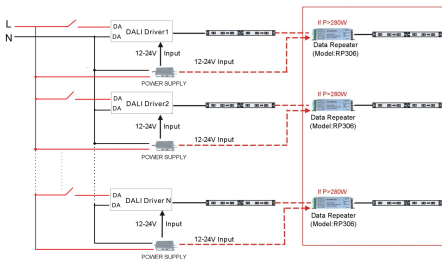 L
N
DA
DA
DALI Driver1
If P>280W
12-24V Input
12-24V Input
Data Repeater
(Model:RP306)
POWER SUPPLY
DA
DA
DALI Driver2
If P>280W
12-24V Input
12-24V Input
Data Repeater
(Model:RP306)
POWER SUPPLY
DA
DA
DALI Driver N
If P>280W
12-24V Input
12-24V Input
Data Repeater
(Model:RP306)
POWER SUPPLY